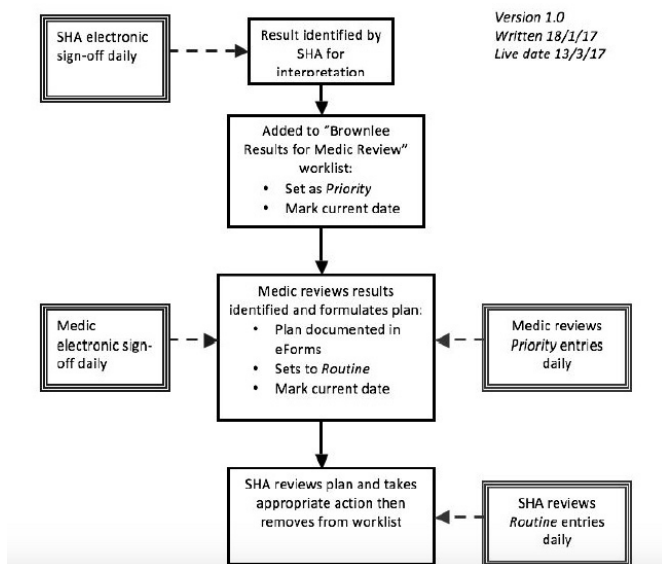 SHA electronic
sign-off daily
Result identified by
SHA for
interpretation
Version 1.0
Written 18/1/17
Live date 13/3/17
Added to “Brownlee
Results for Medic Review”
worklist:
• Set as Priority
• Mark current date
Medic reviews results
identified and formulates plan:
• Plan documented in
eForms
• Sets to Routine
• Mark current date
Medic
electronic sign-
off daily
Medic reviews
Priority entries
daily
SHA reviews plan and takes
appropriate action then
removes from worklist
SHA reviews
Routine entries
daily